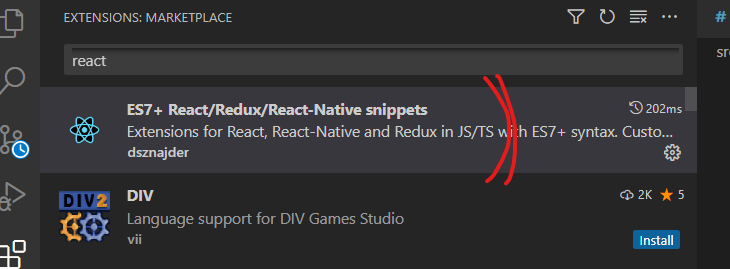 EXTENSIONS: MARKETPLACE
#
react
ES7+ React/Redux/React-Native snippets
202ms
Extensions for React, React-Native and Redux in JS/TS with ES7+ syntax. Custo...
dsznajder
DIV2
DIV
2K
5
Language support for DIV Games Studio
vii
Install